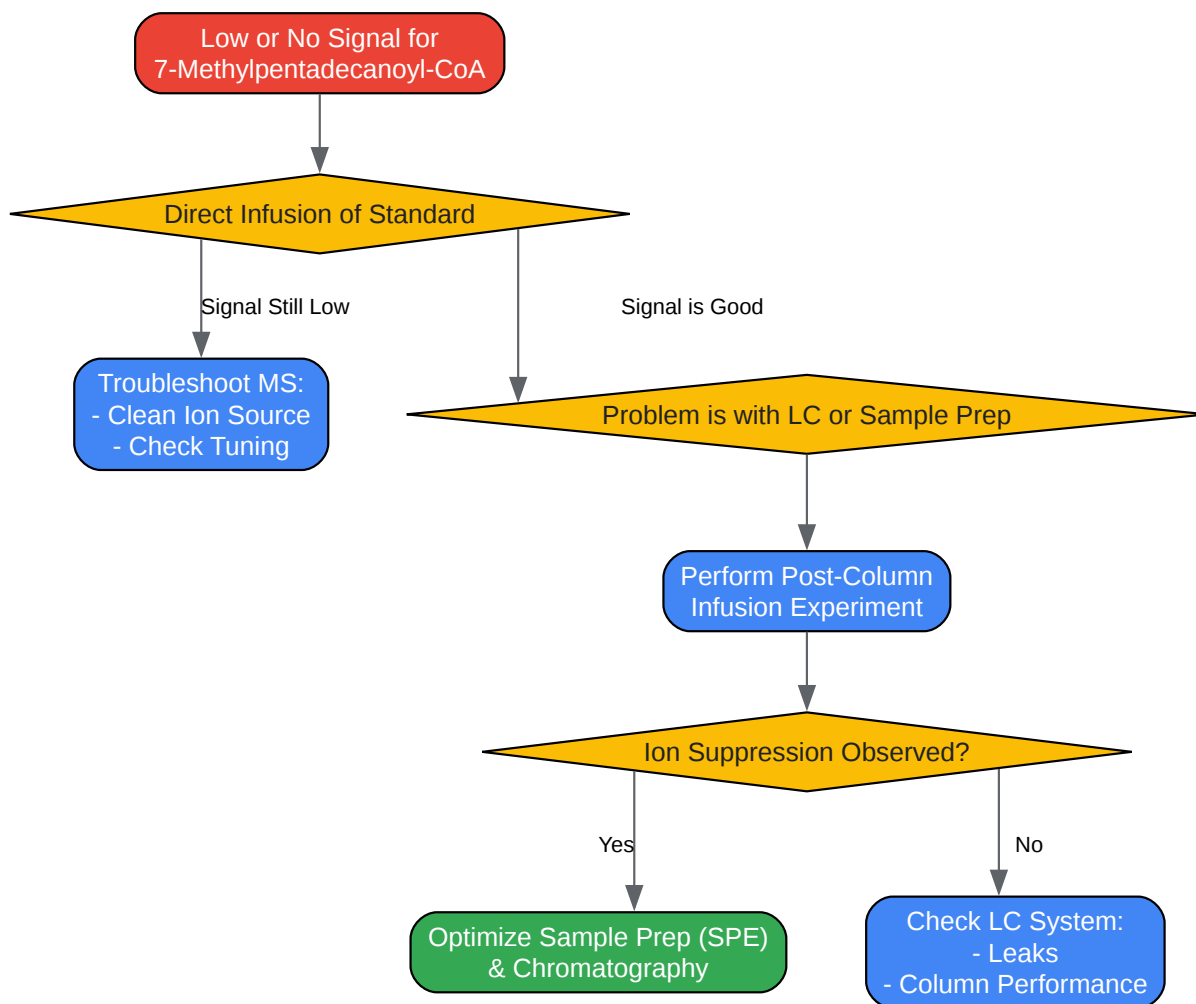 Low or No Signal for
7-Methylpentadecanoyl-CoA
Direct Infusion of Standard
Signal Still Low
Signal is Good
Troubleshoot MS:
- Clean Ion Source
- Check Tuning
Problem is with LC or Sample Prep
Perform Post-Column
Infusion Experiment
Ion Suppression Observed?
Yes
No
Optimize Sample Prep (SPE)
& Chromatography
Check LC System:
- Leaks
- Column Performance